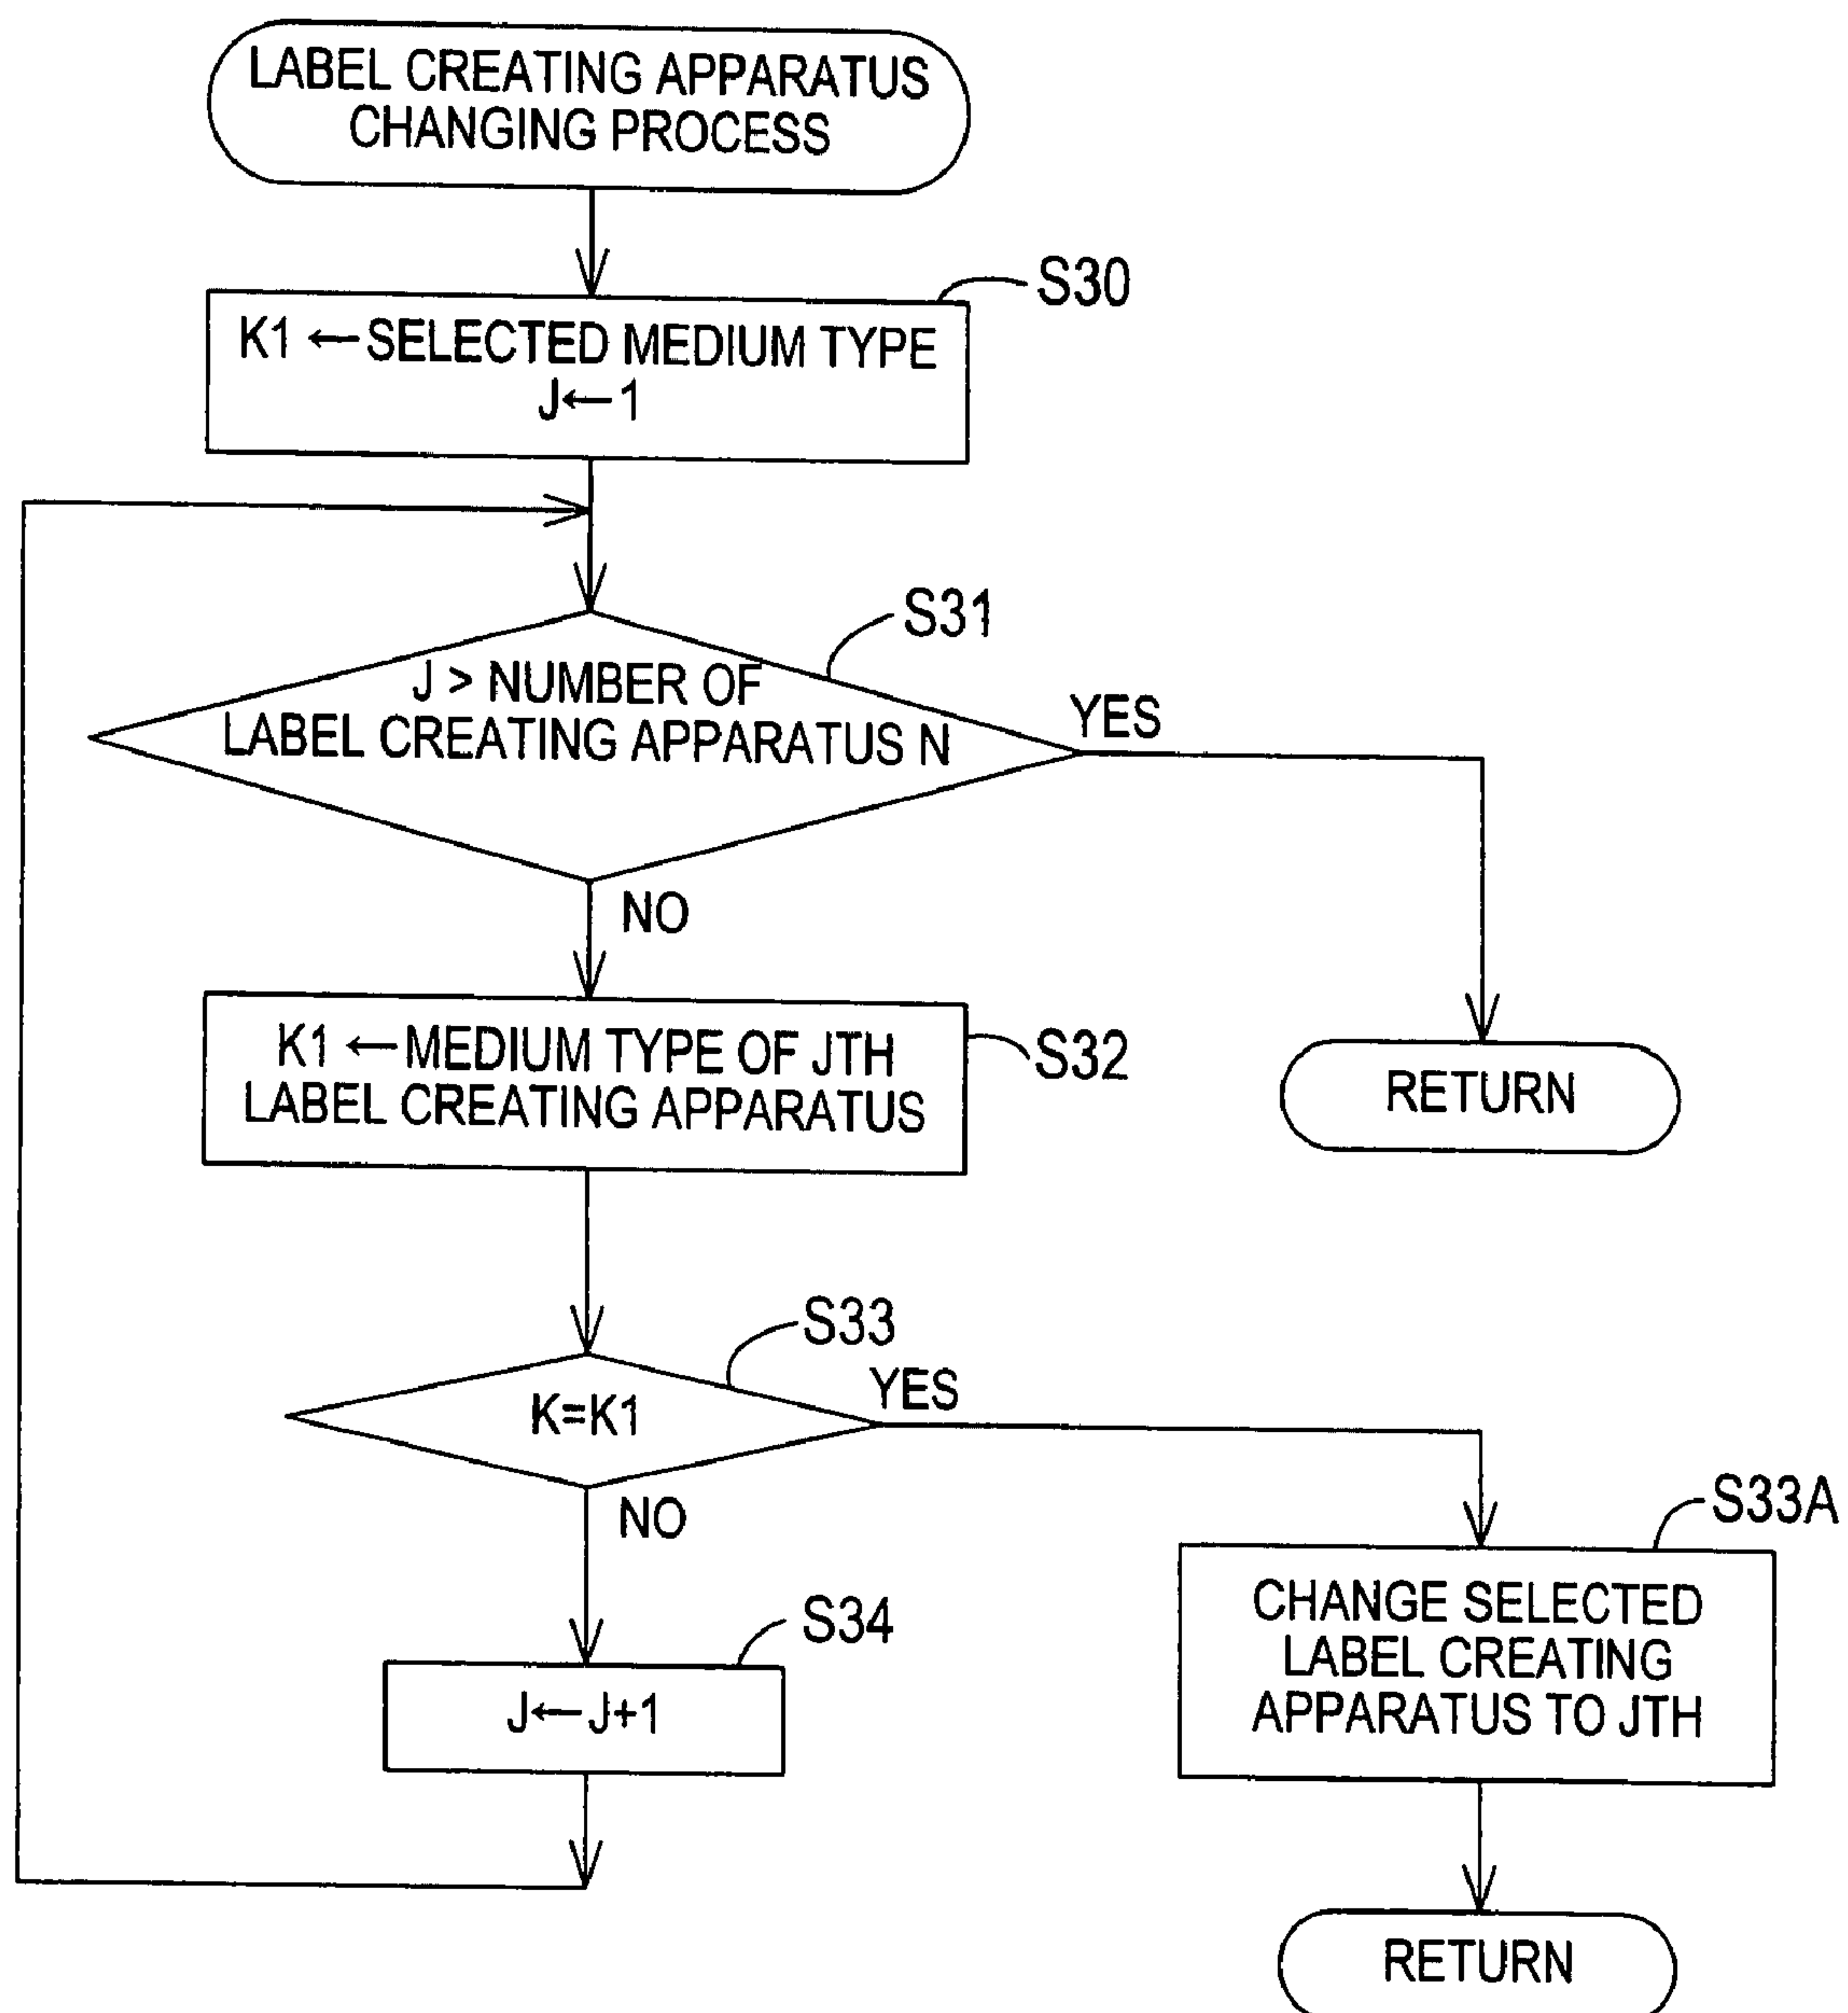 LABEL CREATING APPARATUS
CHANGING PROCESS
S30
K1 ← SELECTED MEDIUM TYPE
J ← 1
S31
J > NUMBER OF
LABEL CREATING APPARATUS N
YES
NO
S32
K1 ← MEDIUM TYPE OF JTH
LABEL CREATING APPARATUS
RETURN
S33
K=K1
YES
NO
S33A
CHANGE SELECTED
LABEL CREATING
APPARATUS TO JTH
S34
J ← J+1
RETURN